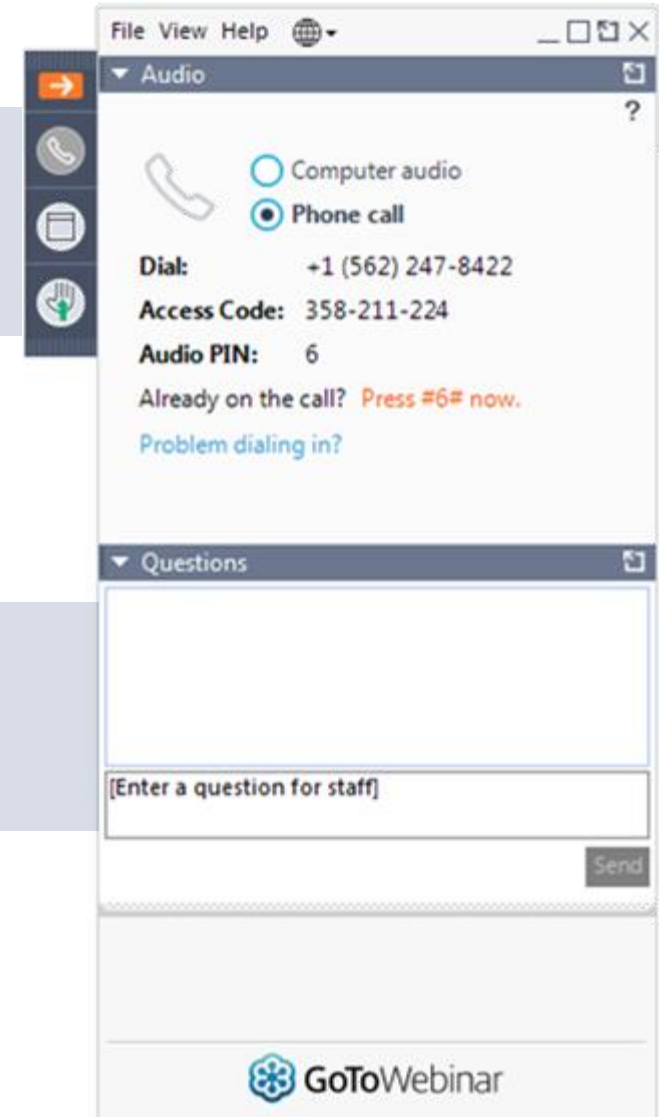 File View Help
Audio
?
Computer audio
Phone call
Dial: +1 (562) 247-8422
Access Code: 358-211-224
Audio PIN: 6
Already on the call? Press #6# now.
Problem dialing in?
Questions
[Enter a question for staff]
Send
GoToWebinar